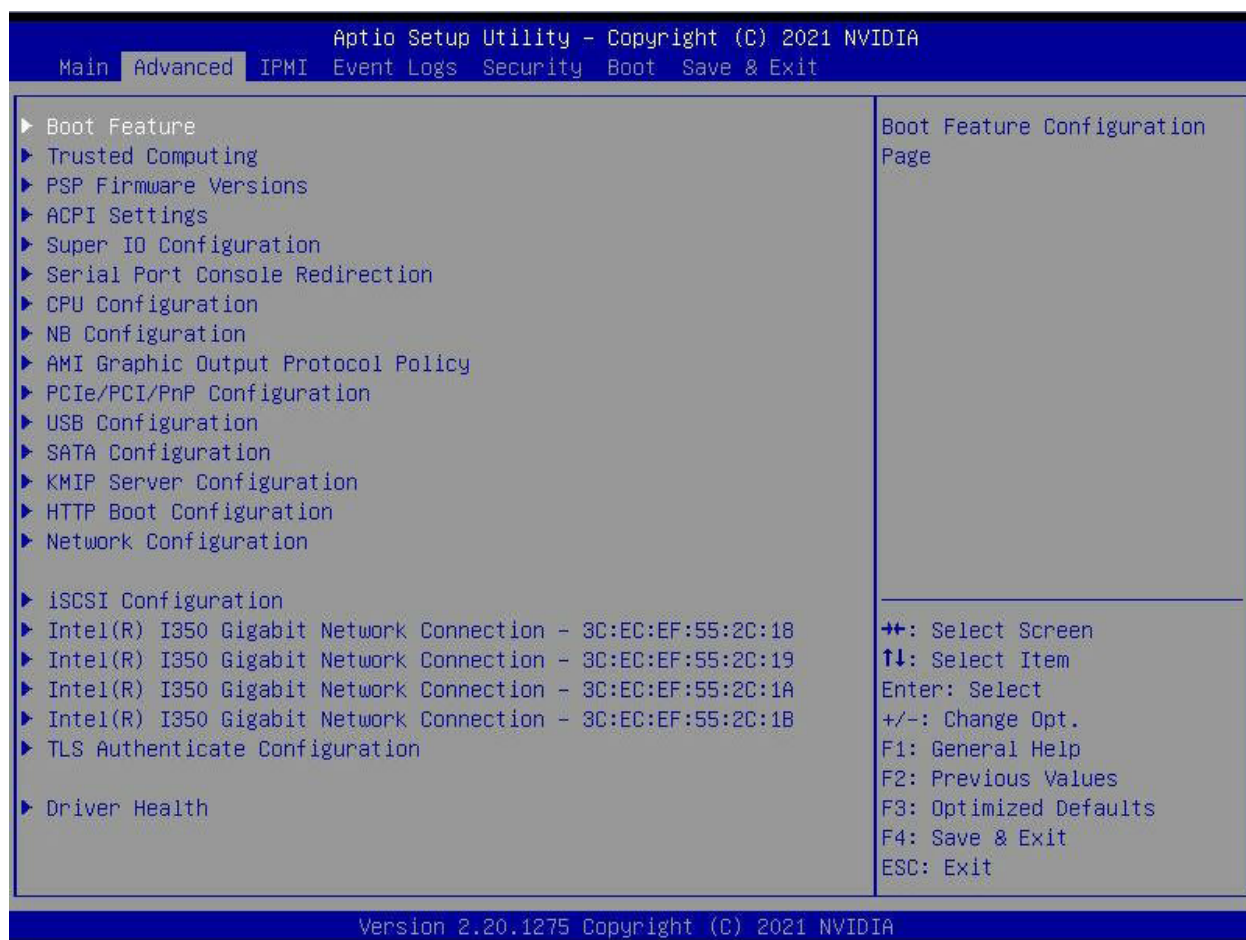 Aptio Setup Utility – Copyright (C) 2021 NVIDIA
Main Advanced IPMI Event Logs Security Boot Save & Exit
Boot Feature
Trusted Computing
PSP Firmware Versions
ACPI Settings
Super IO Configuration
Serial Port Console Redirection
CPU Configuration
NB Configuration
AMI Graphic Output Protocol Policy
PCIe/PCI/PnP Configuration
USB Configuration
SATA Configuration
KMIP Server Configuration
HTTP Boot Configuration
Network Configuration
iSCSI Configuration
Intel(R) I350 Gigabit Network Connection – 3C:EC:EF:55:2C:18
Intel(R) I350 Gigabit Network Connection – 3C:EC:EF:55:2C:19
Intel(R) I350 Gigabit Network Connection – 3C:EC:EF:55:2C:1A
Intel(R) I350 Gigabit Network Connection – 3C:EC:EF:55:2C:1B
TLS Authenticate Configuration
Driver Health
Boot Feature Configuration
Page
→←: Select Screen
↑↓: Select Item
Enter: Select
+/-: Change Opt.
F1: General Help
F2: Previous Values
F3: Optimized Defaults
F4: Save & Exit
ESC: Exit
Version 2.20.1275 Copyright (C) 2021 NVIDIA